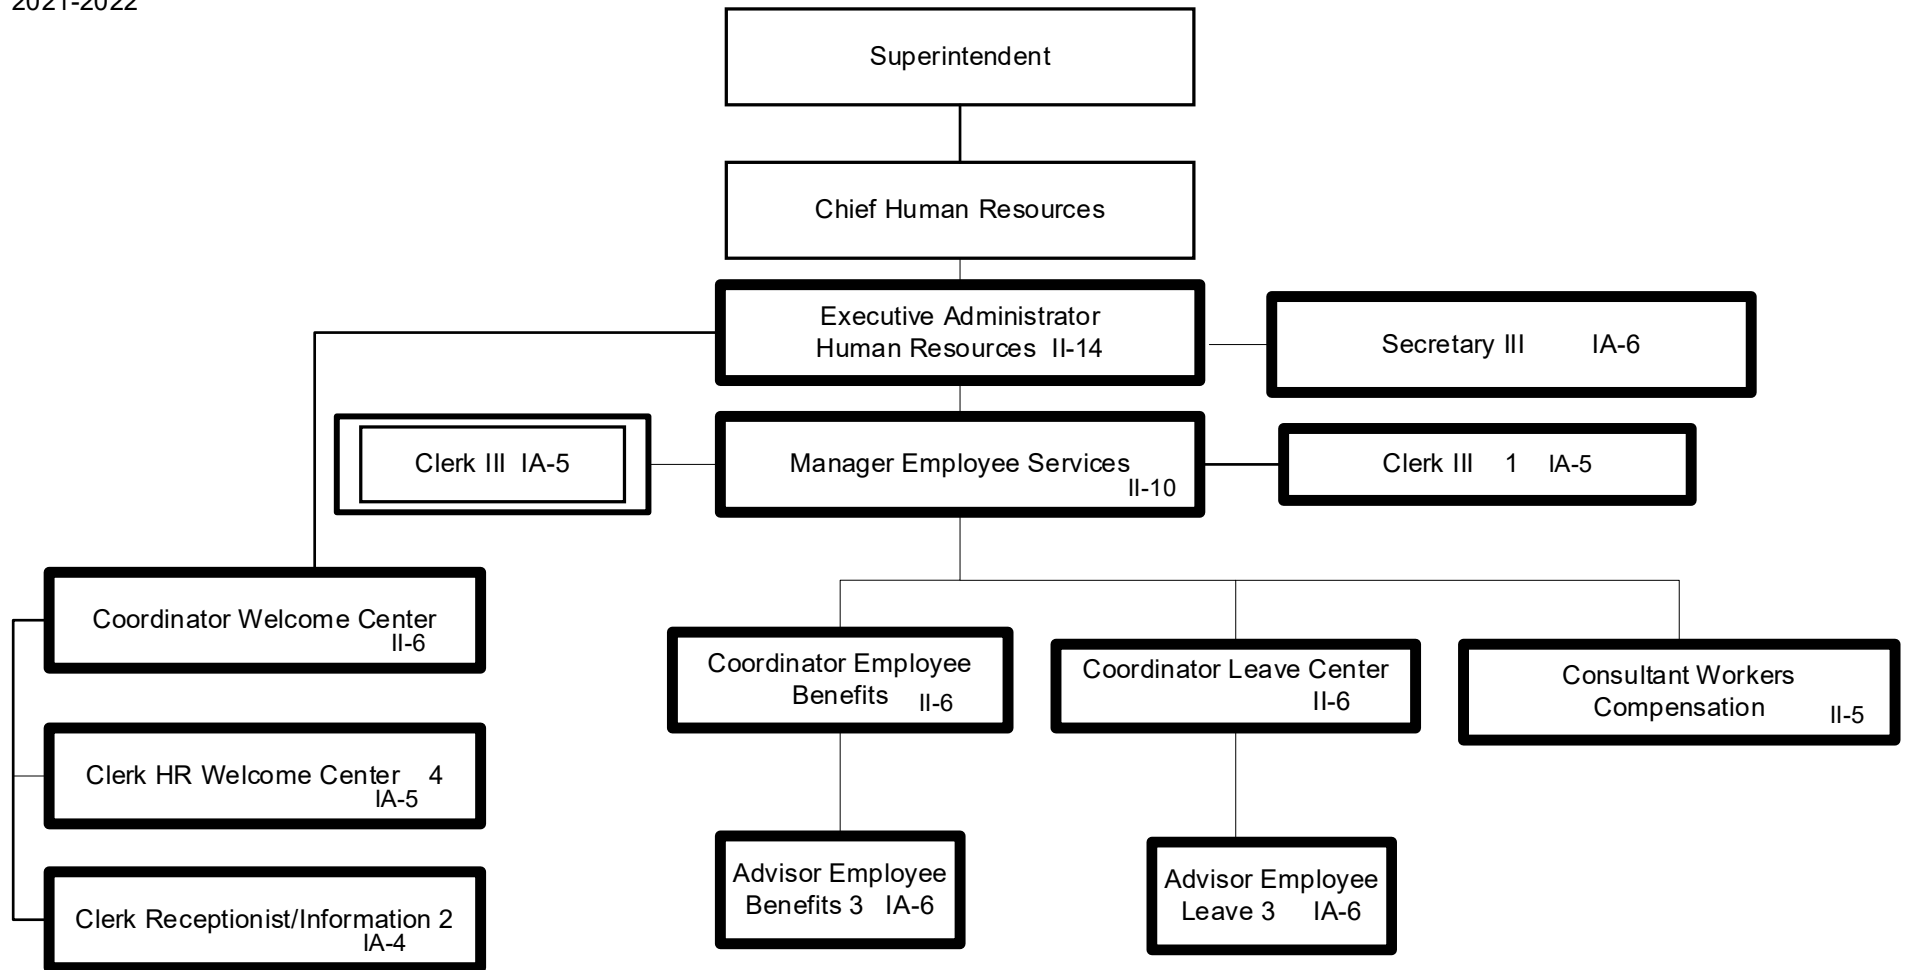 2021-2022
Superintendent
Chief Human Resources
Executive Administrator
Human Resources II-14
Secretary III IA-6
Clerk III IA-5
Manager Employee Services
II-10
Clerk III 1 IA-5
Coordinator Welcome Center
II-6
Coordinator Employee
Benefits II-6
Coordinator Leave Center
II-6
Consultant Workers
Compensation II-5
Clerk HR Welcome Center 4
IA-5
Advisor Employee
Benefits 3 IA-6
Advisor Employee
Leave 3 IA-6
Clerk Receptionist/Information 2
IA-4